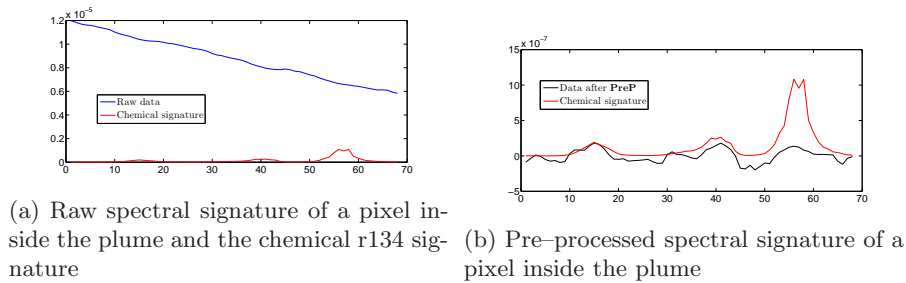 x 10⁻⁵
1.2
1
0.8
0.6
0.4
0.2
0
0 10 20 30 40 50 60 70
Raw data
Chemical signature
(a) Raw spectral signature of a pixel in-
side the plume and the chemical r134 sig-
nature
x 10⁻⁷
15
10
5
0
−5
0 10 20 30 40 50 60 70
Data after PreP
Chemical signature
(b) Pre–processed spectral signature of a
pixel inside the plume